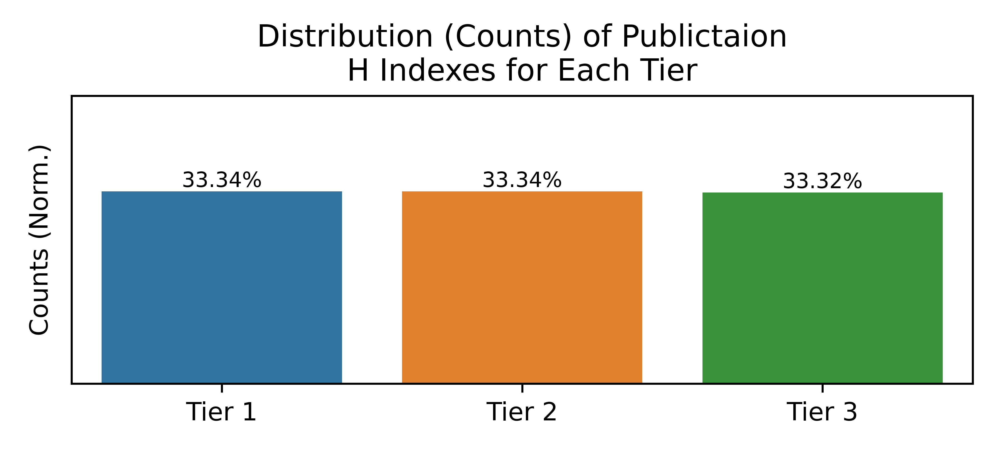 Distribution (Counts) of Publictaion
H Indexes for Each Tier
Counts (Norm.)
33.34%
33.34%
33.32%
Tier 1
Tier 2
Tier 3